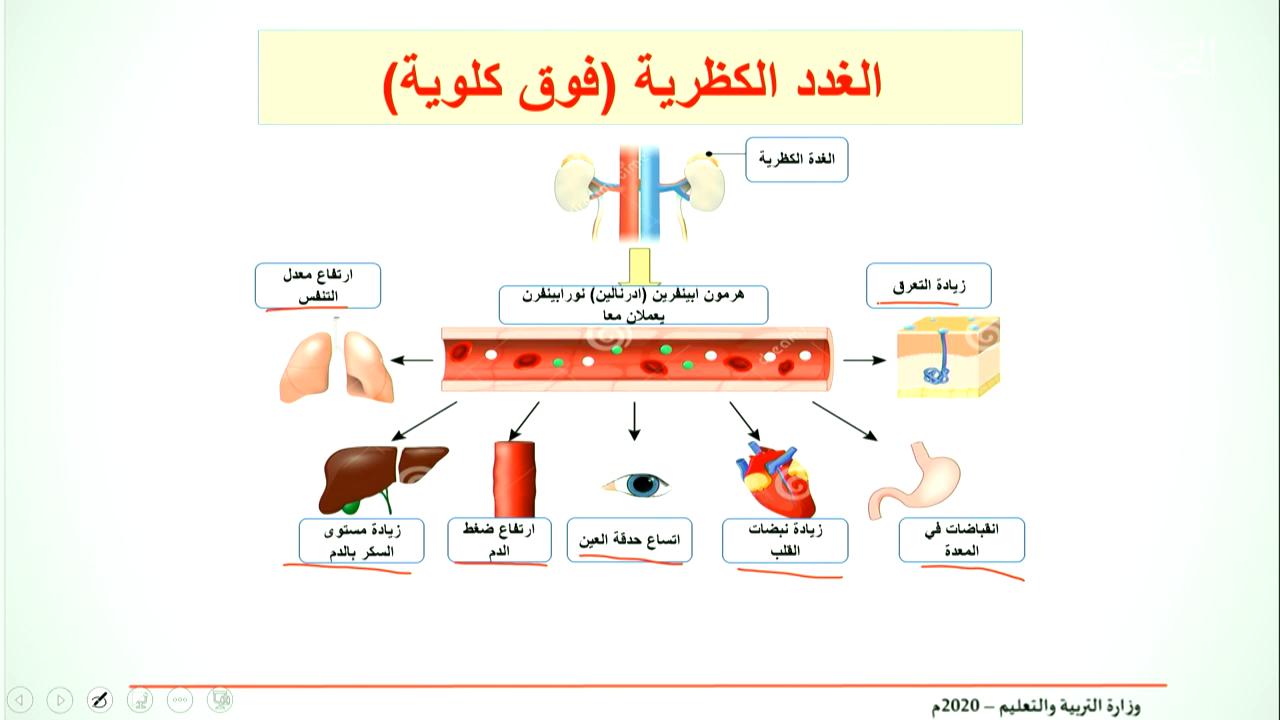 الغدد الكظرية (فوق كلوية)
الغدة الكظرية
هرمون ابينفرين (ادرنالين) نورابينفرن
يعملان معا
زيادة التعرق
ارتفاع معدل
التنفس
انقباضات في
المعدة
زيادة نبضات
القلب
اتساع حدقة العين
ارتفاع ضغط
الدم
زيادة مستوى
السكر بالدم
وزارة التربية والتعليم – 2020م